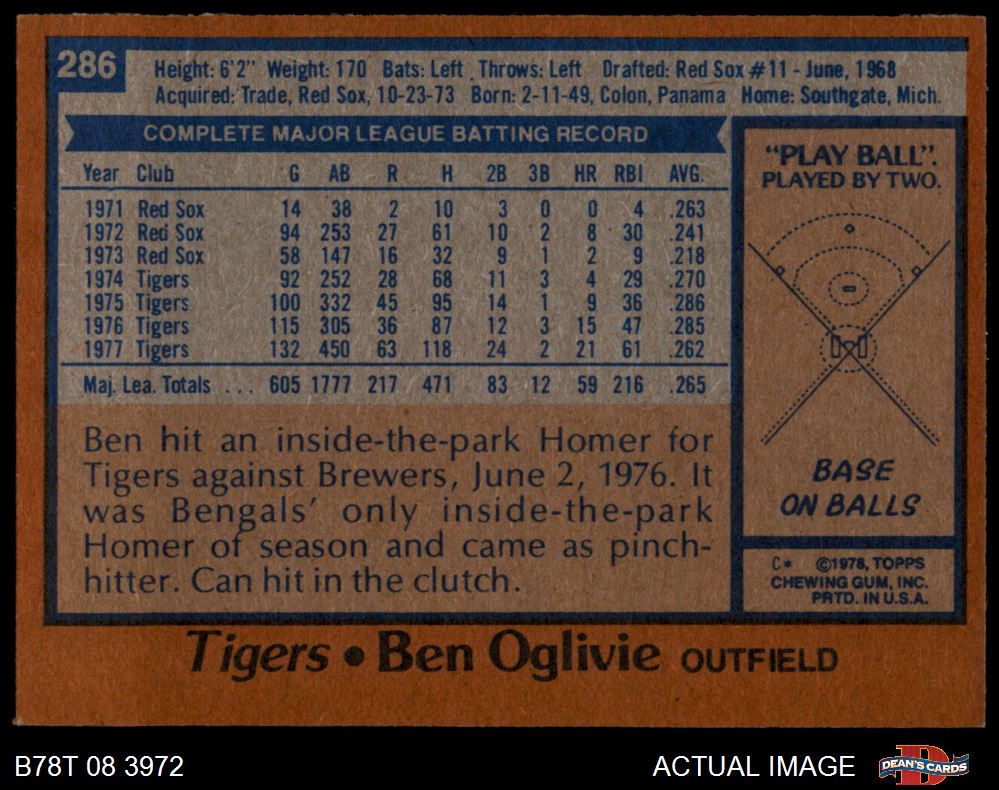 286
Height: 6'2" Weight: 170 Bats: Left Throws: Left Drafted: Red Sox #11 - June, 1968
Acquired: Trade, Red Sox, 10-23-73 Born: 2-11-49, Colon, Panama Home: Southgate, Mich.
COMPLETE MAJOR LEAGUE BATTING RECORD
Year Club G AB R H 2B 3B HR RBI AVG.
1971 Red Sox 14 38 2 10 3 0 0 4 .263
1972 Red Sox 94 253 27 61 10 2 8 30 .241
1973 Red Sox 58 147 16 32 9 1 2 9 .218
1974 Tigers 92 252 28 68 11 3 4 29 .270
1975 Tigers 100 332 45 95 14 1 9 36 .286
1976 Tigers 115 305 36 87 12 3 15 47 .285
1977 Tigers 132 450 63 118 24 2 21 61 .262
Maj. Lea. Totals . . . 605 1777 217 471 83 12 59 216 .265
Ben hit an inside-the-park Homer for
Tigers against Brewers, June 2, 1976. It
was Bengals' only inside-the-park
Homer of season and came as pinch-
hitter. Can hit in the clutch.
"PLAY BALL".
PLAYED BY TWO.
BASE
ON BALLS
C* ©1978, TOPPS
CHEWING GUM, INC.
PRTD. IN U.S.A.
Tigers • Ben Oglivie OUTFIELD
B78T 08 3972
ACTUAL IMAGE
DEAN'S CARDS